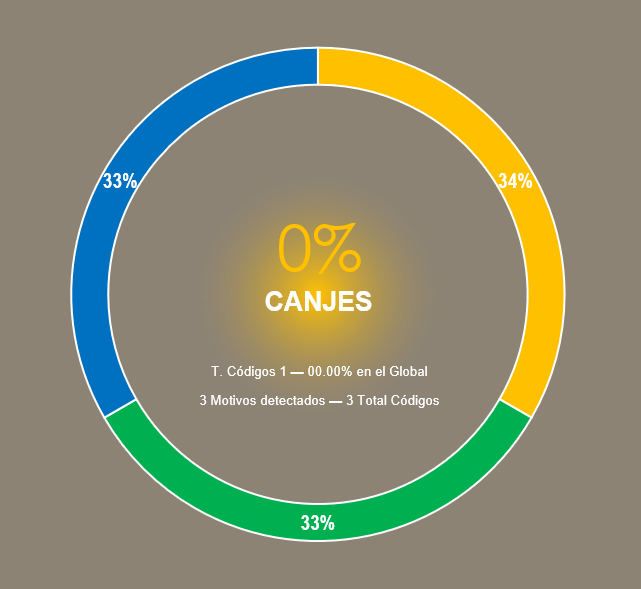 33%
34%
0%
CANJES
T. Códigos 1 — 00.00% en el Global
3 Motivos detectados — 3 Total Códigos
33%